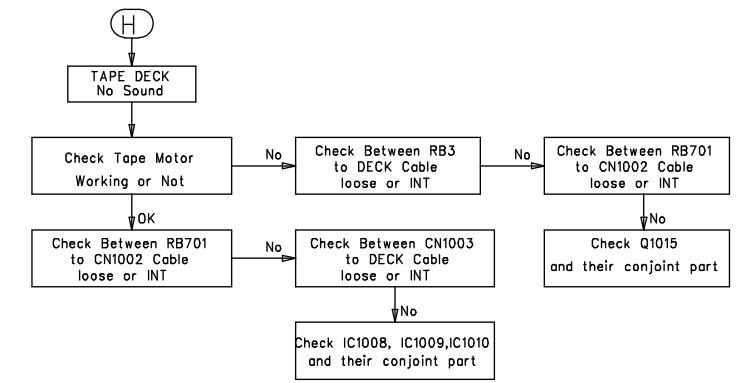 H
TAPE DECK
No Sound
Check Tape Motor
Working or Not
No
Check Between RB3
to DECK Cable
loose or INT
No
Check Between RB701
to CN1002 Cable
loose or INT
OK
No
Check Between RB701
to CN1002 Cable
loose or INT
No
Check Between CN1003
to DECK Cable
loose or INT
Check Q1015
and their conjoint part
No
Check IC1008, IC1009,IC1010
and their conjoint part